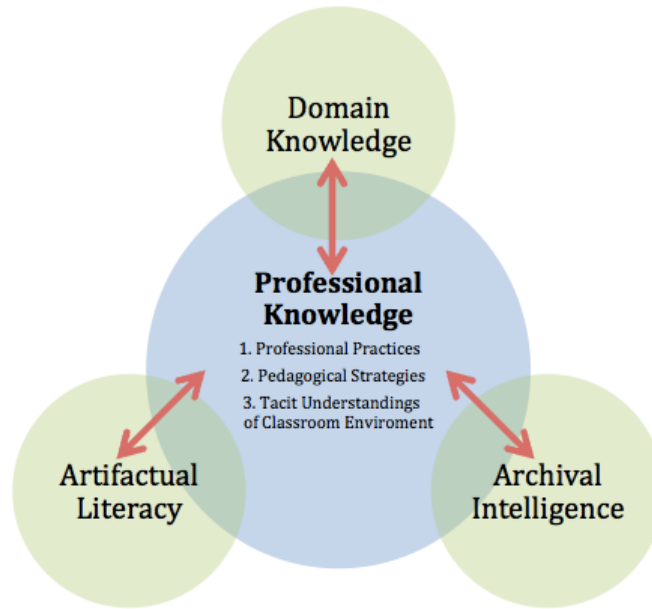 Domain
Knowledge
Professional
Knowledge
1. Professional Practices
2. Pedagogical Strategies
3. Tacit Understandings
of Classroom Enviroment
Artifactual
Literacy
Archival
Intelligence